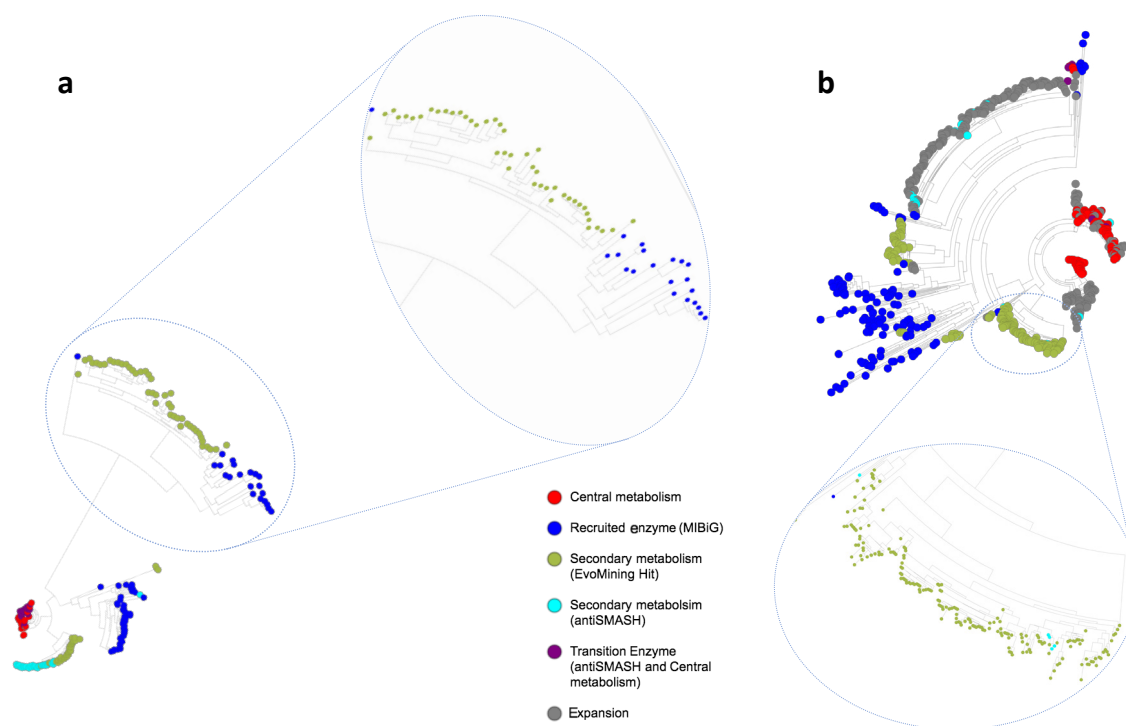 a
b
Central metabolism
Recruited enzyme (MIBiG)
Secondary metabolism
(EvoMining Hit)
Secondary metabolsim
(antiSMASH)
Transition Enzyme
(antiSMASH and Central
metabolism)
Expansion